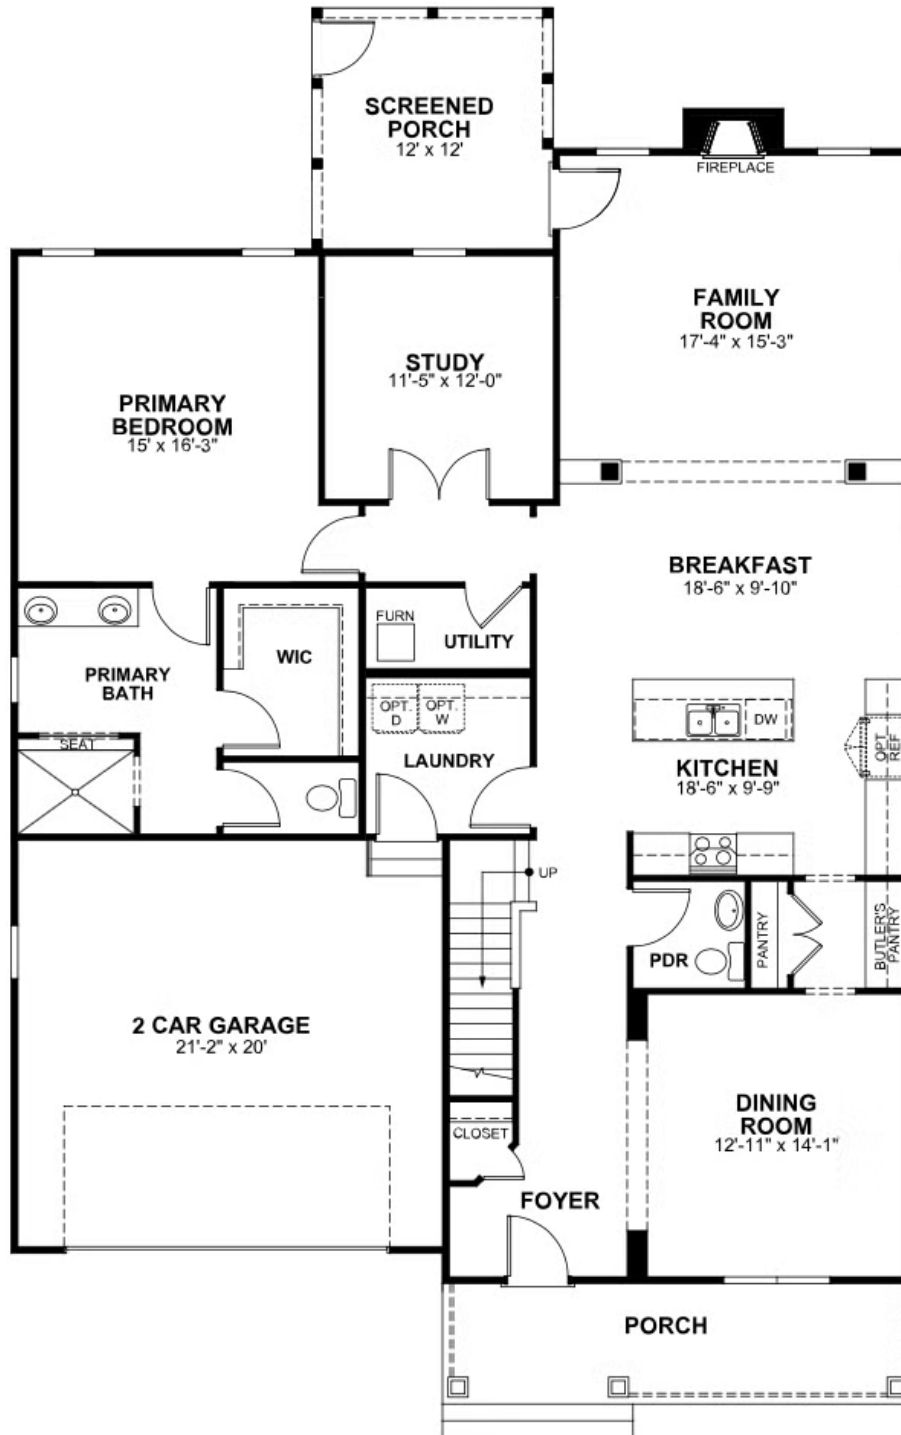 SCREENED
PORCH
12' x 12'
FIREPLACE
FAMILY
ROOM
17'-4" x 15'-3"
STUDY
11'-5" x 12'-0"
PRIMARY
BEDROOM
15' x 16'-3"
BREAKFAST
18'-6" x 9'-10"
FURN
UTILITY
WIC
PRIMARY
BATH
OPT.
D
OPT.
W
DW
OPT.
REF
SEAT
LAUNDRY
KITCHEN
18'-6" x 9'-9"
UP
PDR
PANTRY
BUTLER'S
PANTRY
2 CAR GARAGE
21'-2" x 20'
DINING
ROOM
12'-11" x 14'-1"
CLOSET
FOYER
PORCH